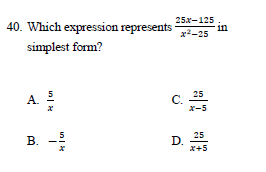 40. Which expression represents (25x−125)/(x²−25) in
simplest form?
A. 5/x
C. 25/(x−5)
B. −5/x
D. 25/(x+5)